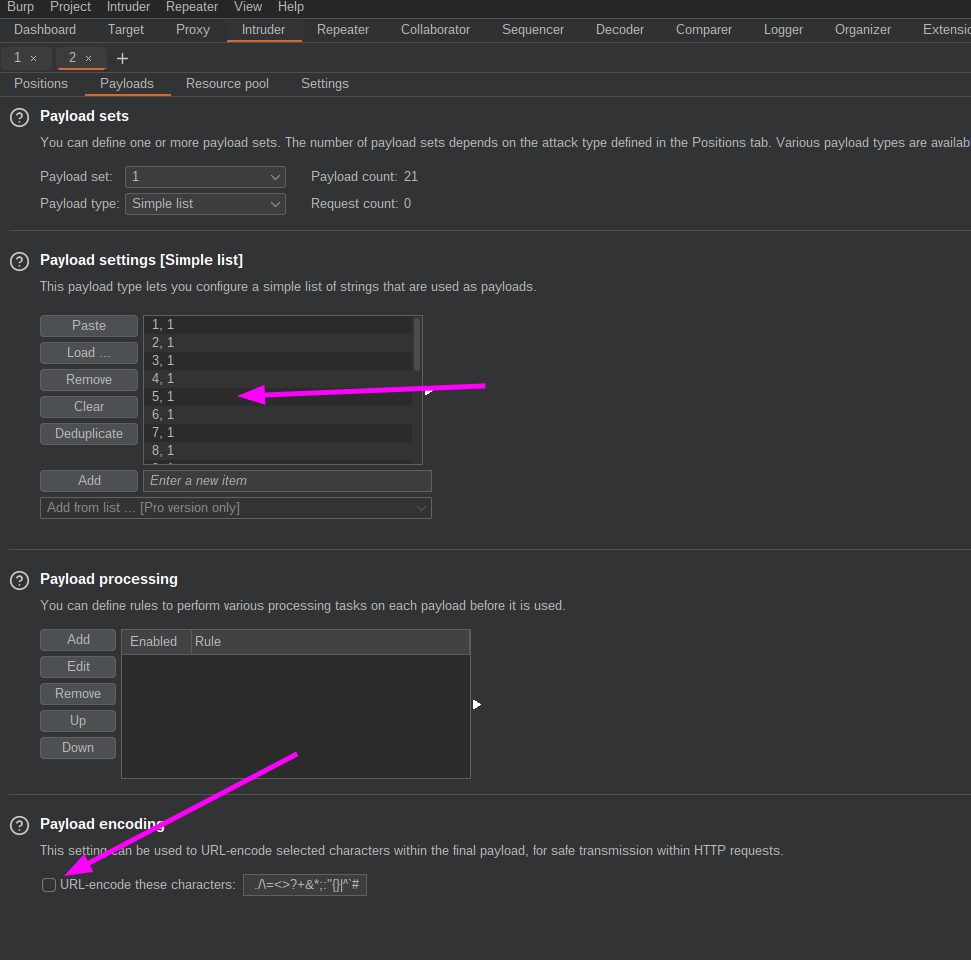 Burp Project Intruder Repeater View Help
Dashboard Target Proxy Intruder Repeater Collaborator Sequencer Decoder Comparer Logger Organizer Extensio
1 × 2 × +
Positions Payloads Resource pool Settings
? Payload sets
You can define one or more payload sets. The number of payload sets depends on the attack type defined in the Positions tab. Various payload types are availab
Payload set: 1 Payload count: 21
Payload type: Simple list Request count: 0
? Payload settings [Simple list]
This payload type lets you configure a simple list of strings that are used as payloads.
Paste
Load ...
Remove
Clear
Deduplicate
1, 1
2, 1
3, 1
4, 1
5, 1
6, 1
7, 1
8, 1
Add Enter a new item
Add from list ... [Pro version only]
? Payload processing
You can define rules to perform various processing tasks on each payload before it is used.
Add
Edit
Remove
Up
Down
Enabled Rule
? Payload encoding
This setting can be used to URL-encode selected characters within the final payload, for safe transmission within HTTP requests.
URL-encode these characters: ./\=<>?+&*;:"{}|^`#